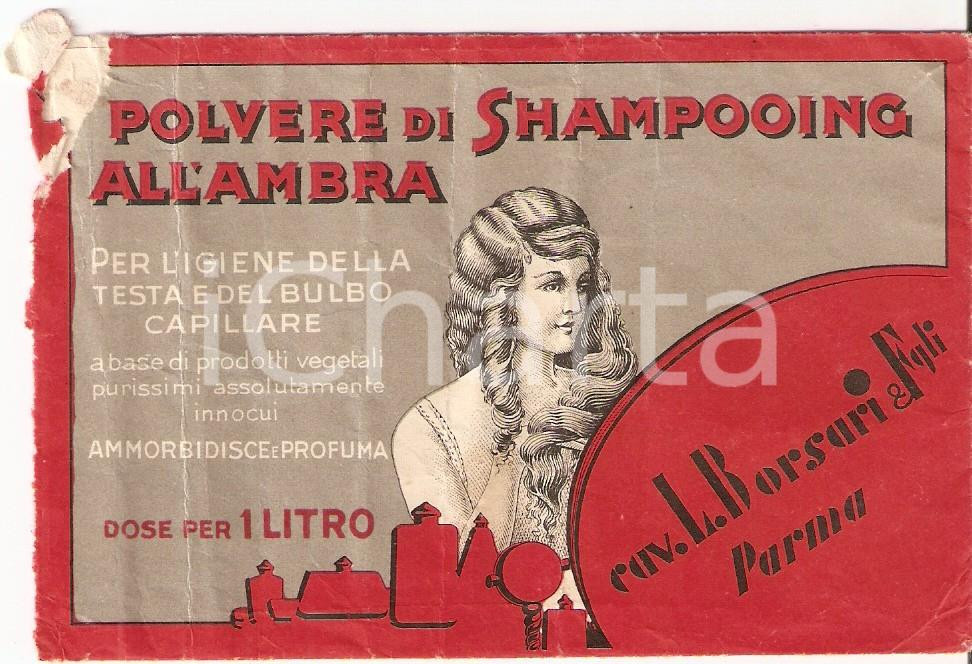 POLVERE DI SHAMPOOING
ALL'AMBRA
PER L'IGIENE DELLA
TESTA E DEL BULBO
CAPILLARE
a base di prodotti vegetali
purissimi assolutamente
innocui
AMMORBIDISCE E PROFUMA
DOSE PER 1 LITRO
cav. L. Borsari & Figli
Parma
iCharta